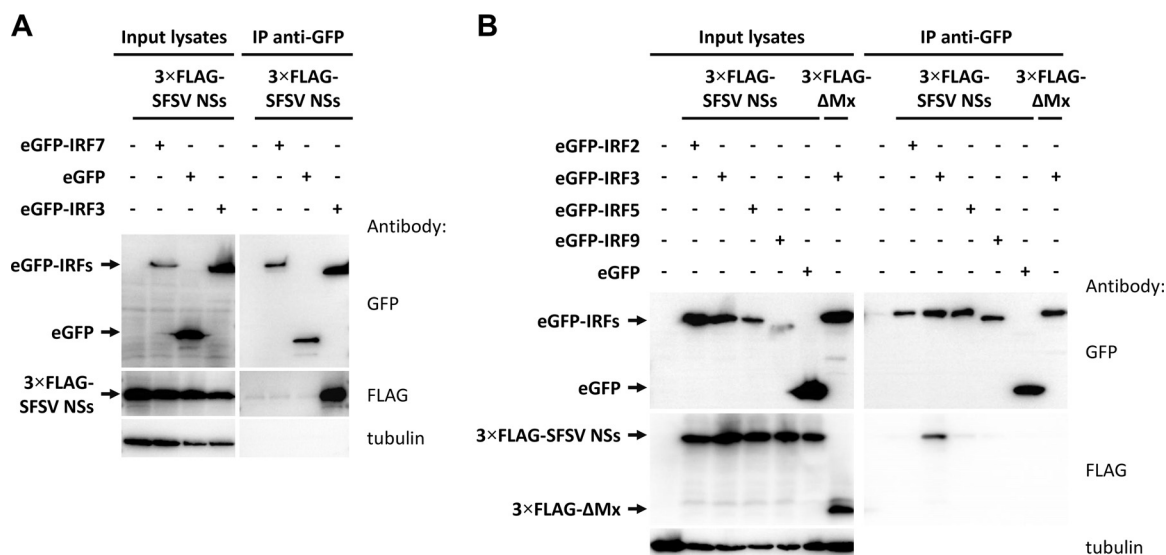 A
Input lysates IP anti-GFP
3×FLAG- 3×FLAG-
SFSV NSs SFSV NSs
eGFP-IRF7 - + - - - + - -
eGFP - - + - - - + -
eGFP-IRF3 - - - + - - - +
Antibody:
eGFP-IRFs
GFP
eGFP
3×FLAG-
SFSV NSs
FLAG
tubulin
B
Input lysates IP anti-GFP
3×FLAG- 3×FLAG- 3×FLAG- 3×FLAG-
SFSV NSs ΔMx SFSV NSs ΔMx
eGFP-IRF2 - + - - - - - - + - - - - -
eGFP-IRF3 - - + - - - + - - + - - - +
eGFP-IRF5 - - - + - - - - - - + - - -
eGFP-IRF9 - - - - + - - - - - - + - -
eGFP - - - - - + - - - - - - + -
Antibody:
eGFP-IRFs
GFP
eGFP
3×FLAG-SFSV NSs
FLAG
3×FLAG-ΔMx
tubulin